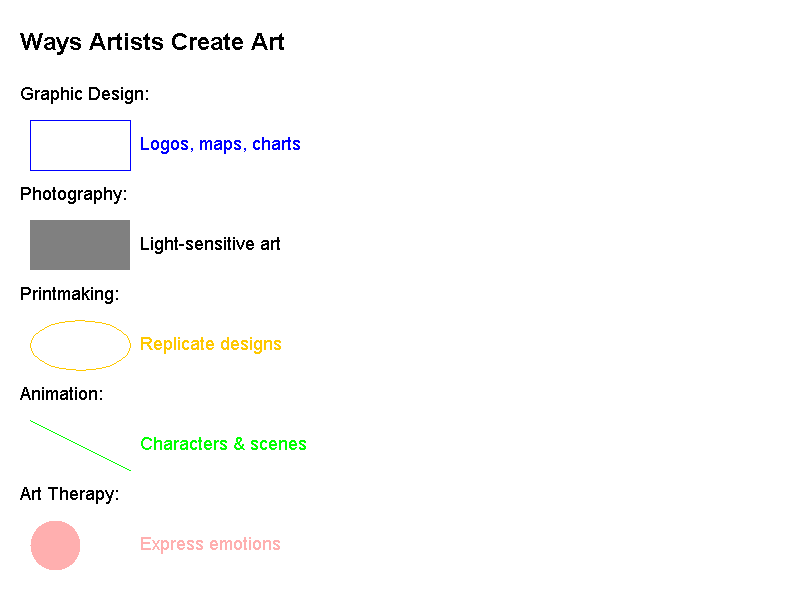 Ways Artists Create Art
Graphic Design:
Logos, maps, charts
Photography:
Light-sensitive art
Printmaking:
Replicate designs
Animation:
Characters & scenes
Art Therapy:
Express emotions